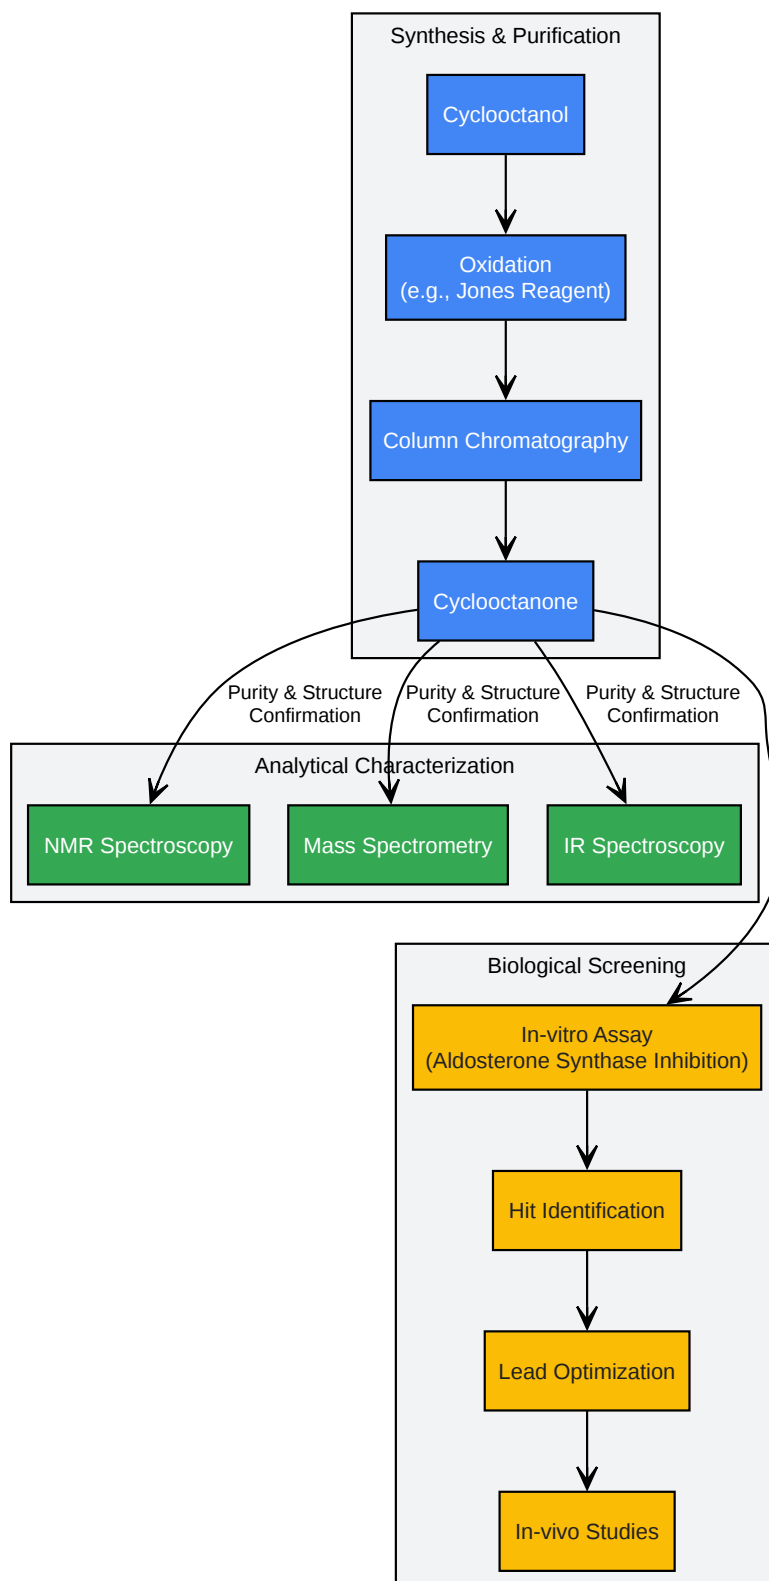 Synthesis & Purification
Cyclooctanol
Oxidation
(e.g., Jones Reagent)
Column Chromatography
Cyclooctanone
Purity & Structure
Confirmation
Purity & Structure
Confirmation
Purity & Structure
Confirmation
Analytical Characterization
NMR Spectroscopy
Mass Spectrometry
IR Spectroscopy
Biological Screening
In-vitro Assay
(Aldosterone Synthase Inhibition)
Hit Identification
Lead Optimization
In-vivo Studies